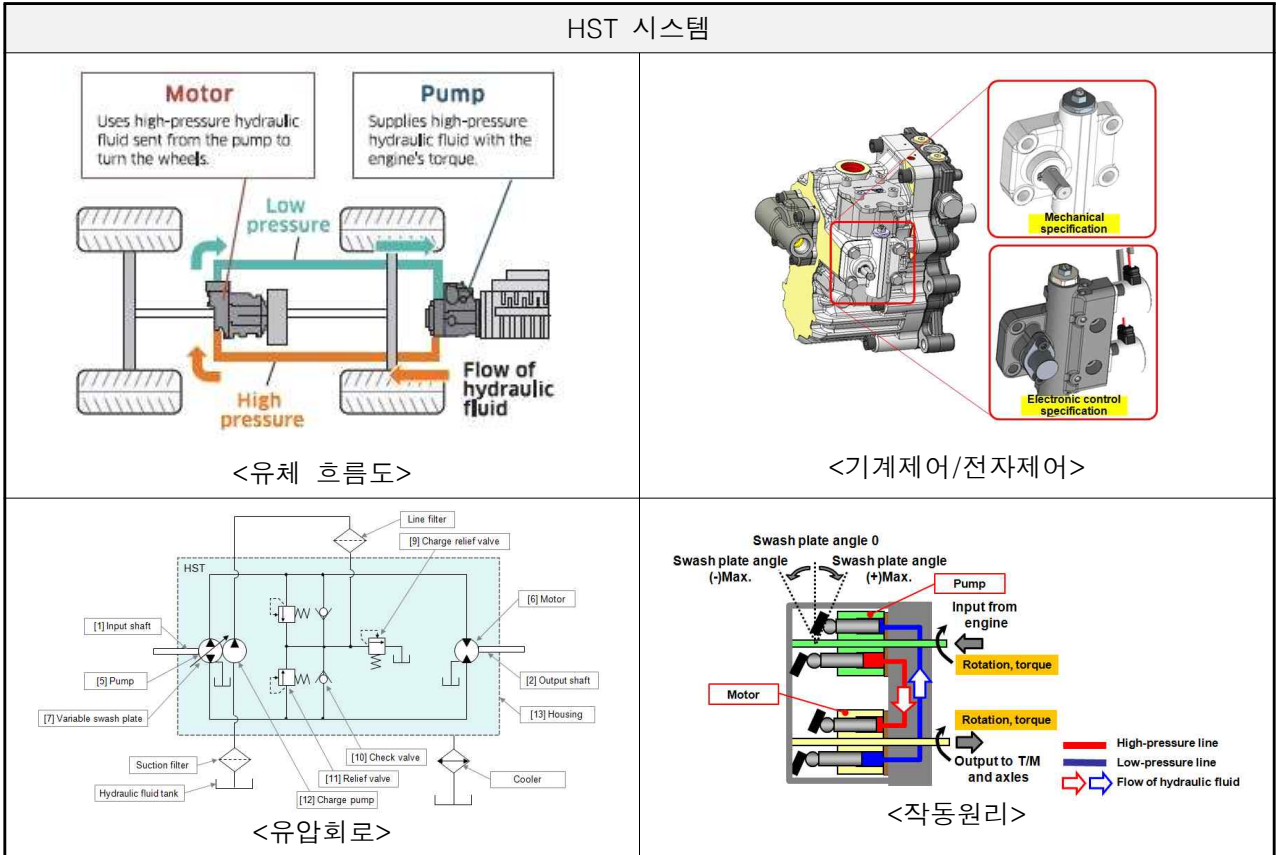 HST 시스템
Motor
Uses high-pressure hydraulic
fluid sent from the pump to
turn the wheels.
Pump
Supplies high-pressure
hydraulic fluid with the
engine's torque.
Low
pressure
High
pressure
Flow of
hydraulic
fluid
<유체 흐름도>
Mechanical
specification
Electronic control
specification
<기계제어/전자제어>
Line filter
[9] Charge relief valve
HST
[6] Motor
[1] Input shaft
[5] Pump
[2] Output shaft
[7] Variable swash plate
[13] Housing
[10] Check valve
Suction filter
[11] Relief valve
Cooler
Hydraulic fluid tank
[12] Charge pump
<유압회로>
Swash plate angle 0
Swash plate angle
(-)Max.
Swash plate angle
(+)Max.
Pump
Input from
engine
Rotation, torque
Motor
Rotation, torque
Output to T/M
and axles
High-pressure line
Low-pressure line
Flow of hydraulic fluid
<작동원리>